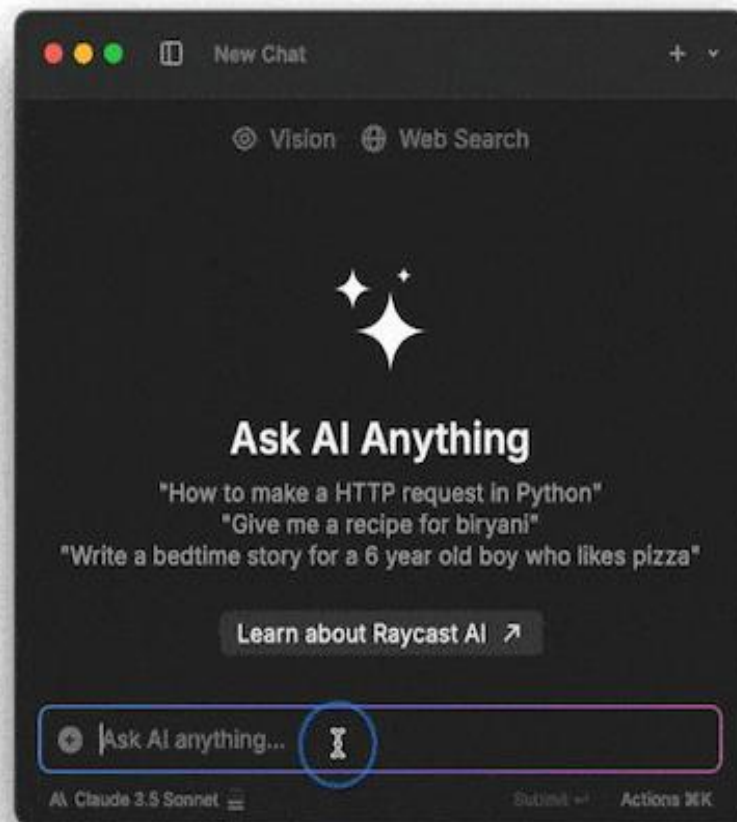 New Chat
Vision Web Search
Ask AI Anything
"How to make a HTTP request in Python"
"Give me a recipe for biryani"
"Write a bedtime story for a 6 year old boy who likes pizza"
Learn about Raycast AI ↗
Ask AI anything...
A\ Claude 3.5 Sonnet Submit ↵ Actions ⌘K